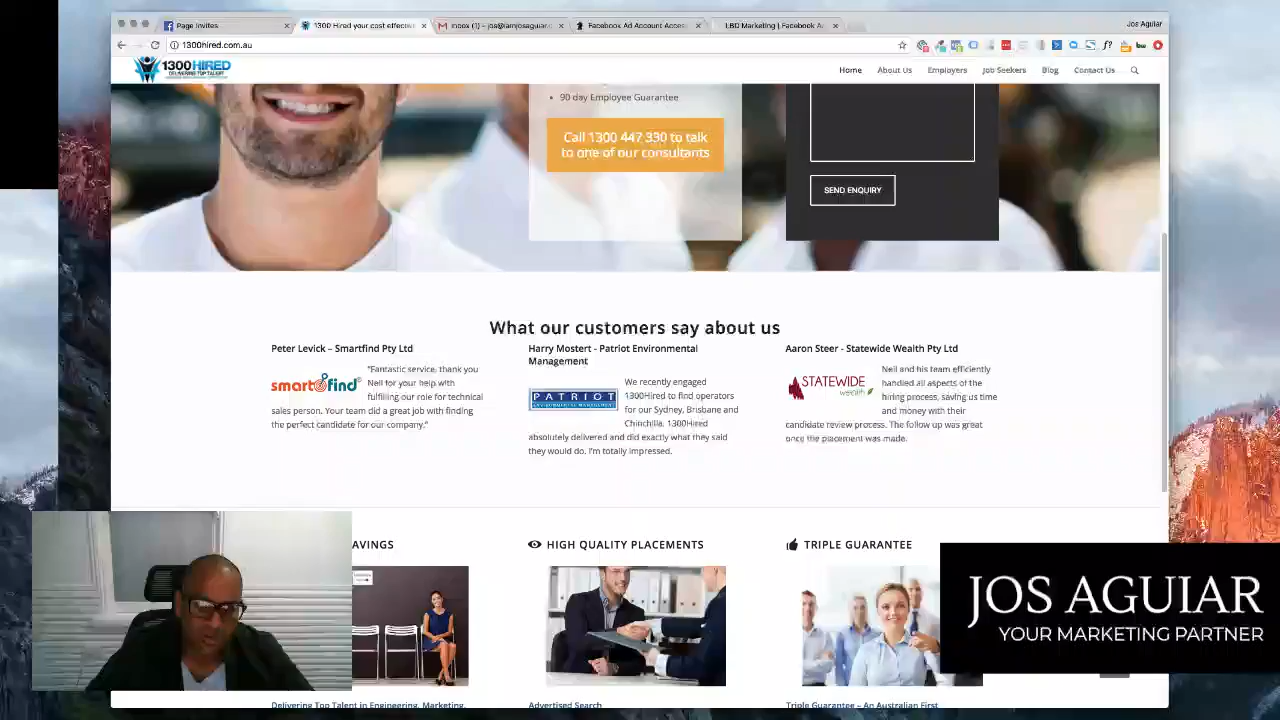 Page Invites
1300 Hired your cost effectiv
Inbox (1) – jos@iamjosaguiar.
Facebook Ad Account Access
LBD Marketing | Facebook A
Jos Aguiar
1300hired.com.au
1300HIRED
DELIVERING TOP TALENT
Home
About Us
Employers
Job Seekers
Blog
Contact Us
• 90 day Employee Guarantee
Call 1300 447 330 to talk
to one of our consultants
SEND ENQUIRY
What our customers say about us
Peter Levick – Smartfind Pty Ltd
smartfind
"Fantastic service, thank you
Neil for your help with
fulfilling our role for technical
sales person. Your team did a great job with finding
the perfect candidate for our company."
Harry Mostert - Patriot Environmental
Management
PATRIOT
ENVIRONMENTAL MANAGEMENT
We recently engaged
1300Hired to find operators
for our Sydney, Brisbane and
Chinchilla. 1300Hired
absolutely delivered and did exactly what they said
they would do. I'm totally impressed.
Aaron Steer - Statewide Wealth Pty Ltd
STATEWIDE
wealth
Neil and his team efficiently
handled all aspects of the
hiring process, saving us time
and money with their
candidate review process. The follow up was great
once the placement was made.
AVINGS
HIGH QUALITY PLACEMENTS
TRIPLE GUARANTEE
Delivering Top Talent in Engineering, Marketing,
Advertised Search
Triple Guarantee – An Australian First
JOS AGUIAR
YOUR MARKETING PARTNER